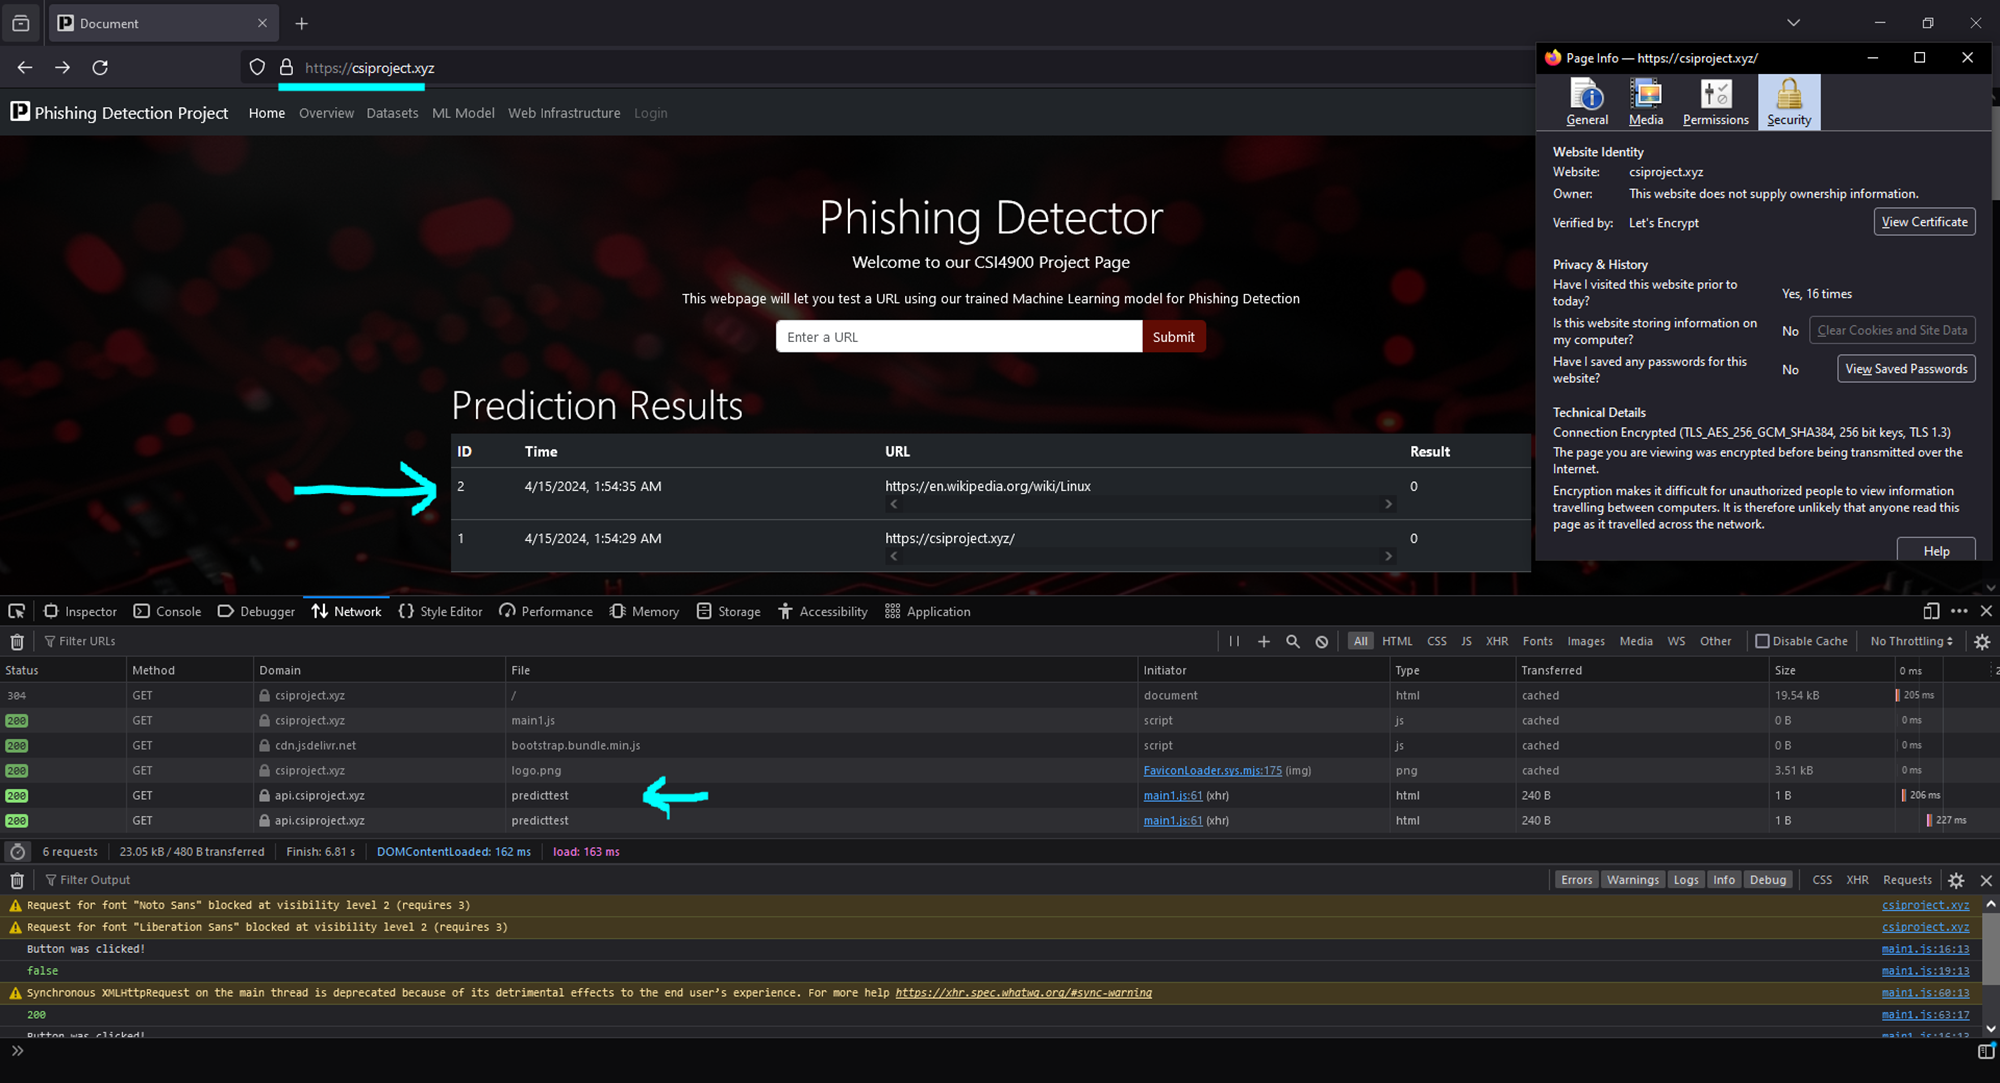 Document
https://csiproject.xyz
Phishing Detection Project Home Overview Datasets ML Model Web Infrastructure Login
Phishing Detector
Welcome to our CSI4900 Project Page
This webpage will let you test a URL using our trained Machine Learning model for Phishing Detection
Enter a URL Submit
Prediction Results
ID Time URL Result
2 4/15/2024, 1:54:35 AM https://en.wikipedia.org/wiki/Linux 0
1 4/15/2024, 1:54:29 AM https://csiproject.xyz/ 0
Page Info — https://csiproject.xyz/
General Media Permissions Security
Website Identity
Website: csiproject.xyz
Owner: This website does not supply ownership information.
Verified by: Let's Encrypt View Certificate
Privacy & History
Have I visited this website prior to
today? Yes, 16 times
Is this website storing information on
my computer? No Clear Cookies and Site Data
Have I saved any passwords for this
website? No View Saved Passwords
Technical Details
Connection Encrypted (TLS_AES_256_GCM_SHA384, 256 bit keys, TLS 1.3)
The page you are viewing was encrypted before being transmitted over the
Internet.
Encryption makes it difficult for unauthorized people to view information
travelling between computers. It is therefore unlikely that anyone read this
page as it travelled across the network.
Help
Inspector Console Debugger Network Style Editor Performance Memory Storage Accessibility Application
Filter URLs All HTML CSS JS XHR Fonts Images Media WS Other Disable Cache No Throttling
Status Method Domain File Initiator Type Transferred Size 0 ms 2
304 GET csiproject.xyz / document html cached 19.54 kB 205 ms
200 GET csiproject.xyz main1.js script js cached 0 B 0 ms
200 GET cdn.jsdelivr.net bootstrap.bundle.min.js script js cached 0 B 0 ms
200 GET csiproject.xyz logo.png FaviconLoader.sys.mjs:175 (img) png cached 3.51 kB 0 ms
200 GET api.csiproject.xyz predicttest main1.js:61 (xhr) html 240 B 1 B 206 ms
200 GET api.csiproject.xyz predicttest main1.js:61 (xhr) html 240 B 1 B 227 ms
6 requests 23.05 kB / 480 B transferred Finish: 6.81 s DOMContentLoaded: 162 ms load: 163 ms
Filter Output Errors Warnings Logs Info Debug CSS XHR Requests
Request for font "Noto Sans" blocked at visibility level 2 (requires 3) csiproject.xyz
Request for font "Liberation Sans" blocked at visibility level 2 (requires 3) csiproject.xyz
Button was clicked! main1.js:16:13
false main1.js:19:13
Synchronous XMLHttpRequest on the main thread is deprecated because of its detrimental effects to the end user's experience. For more help https://xhr.spec.whatwg.org/#sync-warning main1.js:60:13
200 main1.js:63:17
Button was clicked! main1.js:16:13